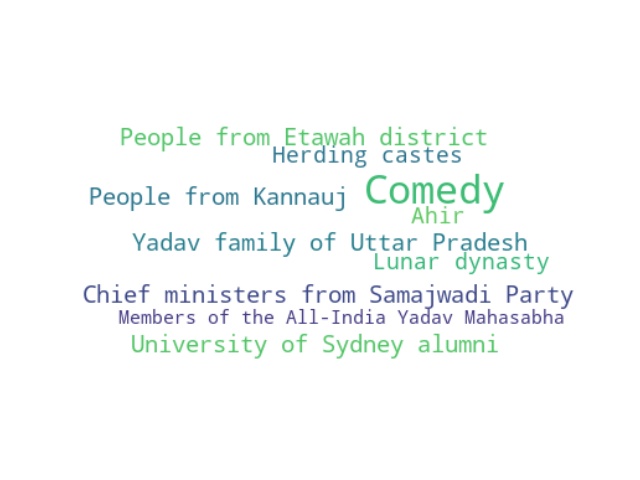 People from Etawah district
Herding castes
People from Kannauj
Comedy
Ahir
Yadav family of Uttar Pradesh
Lunar dynasty
Chief ministers from Samajwadi Party
Members of the All-India Yadav Mahasabha
University of Sydney alumni